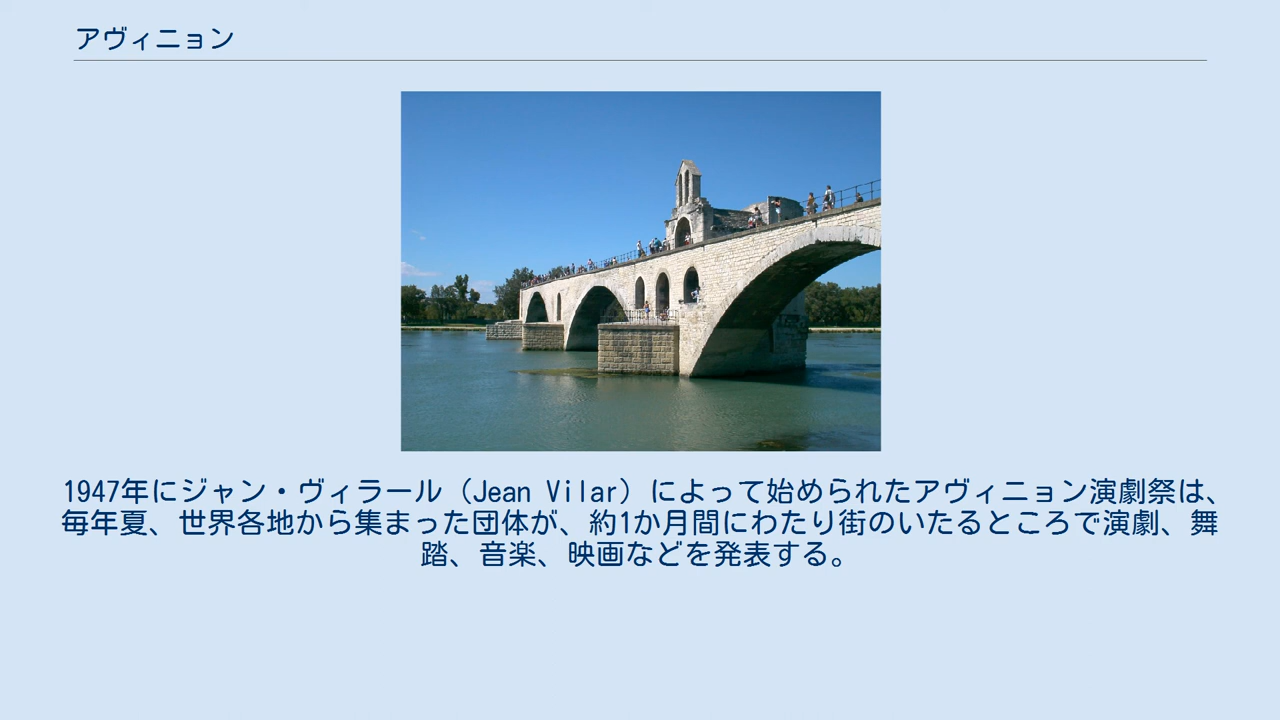 アヴィニョン
1947年にジャン・ヴィラール（Jean Vilar）によって始められたアヴィニョン演劇祭は、
毎年夏、世界各地から集まった団体が、約1か月間にわたり街のいたるところで演劇、舞
踏、音楽、映画などを発表する。